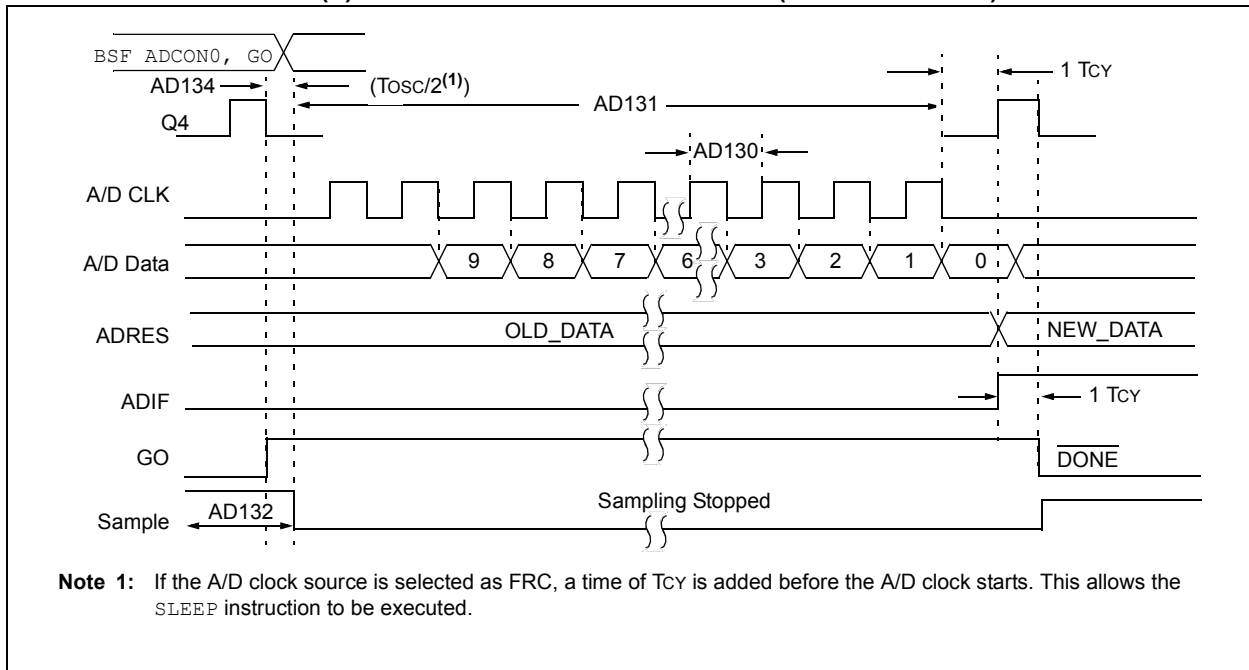 BSF ADCON0, GO
1 TCY
AD134
(TOSC/2(1))
AD131
Q4
AD130
A/D CLK
A/D Data
9 8 7 6 3 2 1 0
ADRES
OLD_DATA
NEW_DATA
ADIF
1 TCY
GO
DONE
Sampling Stopped
Sample
AD132
Note 1: If the A/D clock source is selected as FRC, a time of TCY is added before the A/D clock starts. This allows the
SLEEP instruction to be executed.